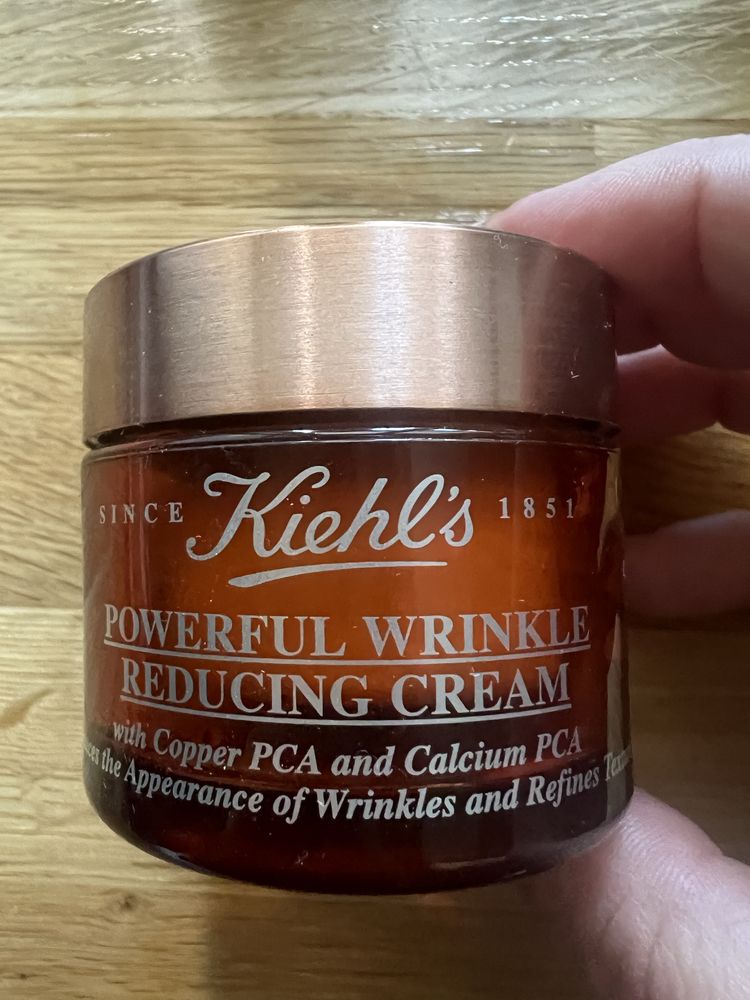 SINCE Kiehl's 1851
POWERFUL WRINKLE
REDUCING CREAM
with Copper PCA and Calcium PCA
the Appearance of Wrinkles and Refines